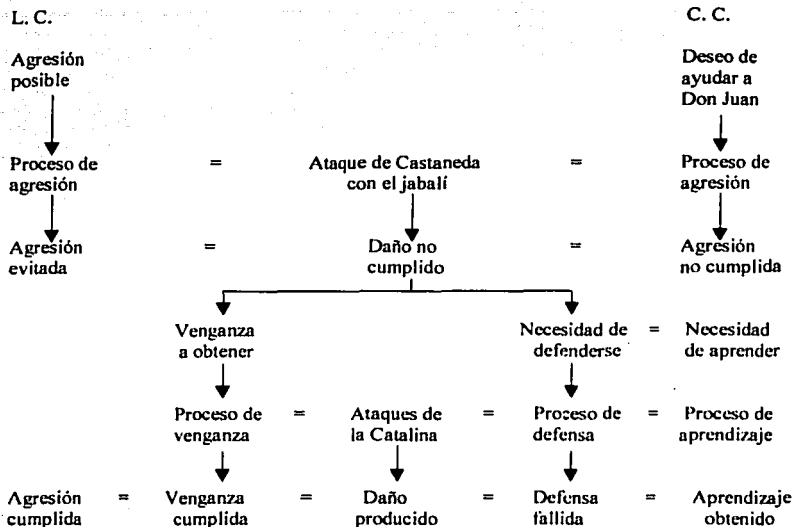 L. C.
C. C.
Agresión
posible
Deseo de
ayudar a
Don Juan
Proceso de
agresión
=
Ataque de Castaneda
con el jabalí
=
Proceso de
agresión
Agresión
evitada
=
Daño no
cumplido
=
Agresión
no cumplida
Venganza
a obtener
Necesidad de
defenderse
=
Necesidad
de aprender
Proceso de
venganza
=
Ataques de
la Catalina
=
Proceso de
defensa
=
Proceso de
aprendizaje
Agresión
cumplida
=
Venganza
cumplida
=
Daño
producido
=
Defensa
fallida
=
Aprendizaje
obtenido